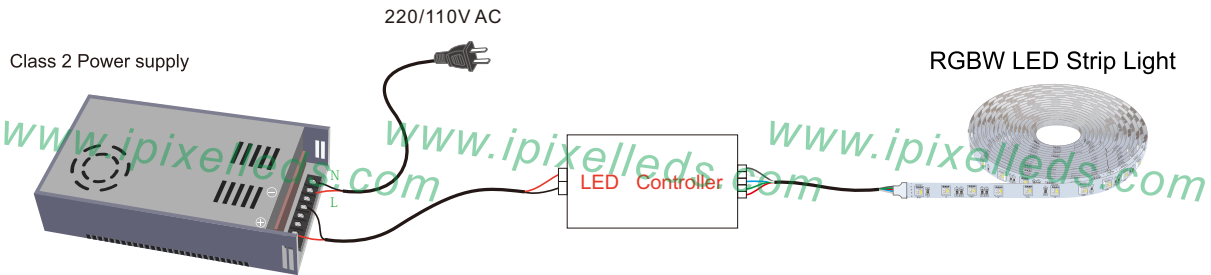 220/110V AC
Class 2 Power supply
RGBW LED Strip Light
www.ipixelleds.com www.ipixelleds.com www.ipixelleds.com
N
L
LED Controller